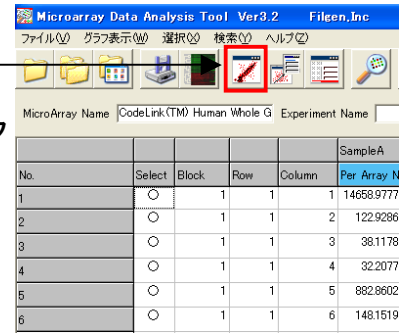 Microarray Data Analysis Tool Ver3.2 Filgen,Inc
ファイル(V) グラフ表示(W) 選択(X) 検索(Y) ヘルプ(Z)
MicroArray Name CodeLink(TM) Human Whole G Experiment Name
SampleA
No. Select Block Row Column Per Array N
1 1 1 1 14658.9777
2 1 1 2 122.9286
3 1 1 3 38.1178
4 1 1 4 32.2077
5 1 1 5 882.8602
6 1 1 6 148.1519